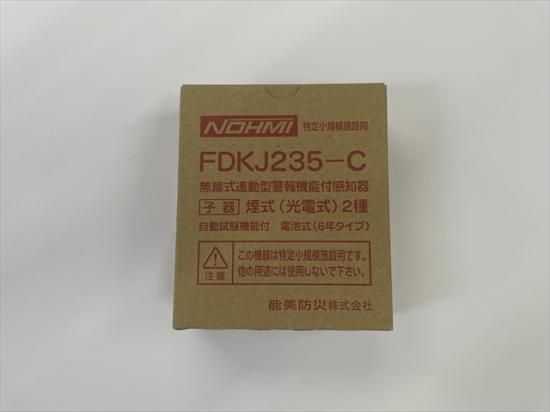 NOHMI 特定小規模施設用
FDKJ235-C
無線式連動型警報機能付感知器
子器 煙式(光電式)2種
自動試験機能付 電池式(6年タイプ)
注意 この機器は特定小規模施設用です。
他の用途には使用しないで下さい。
能美防災株式会社